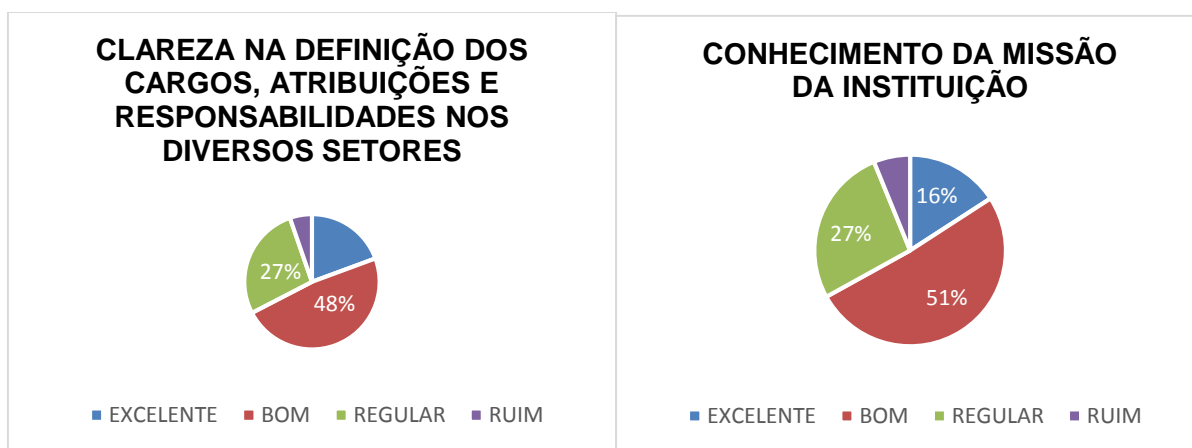 CLAREZA NA DEFINIÇÃO DOS
CARGOS, ATRIBUIÇÕES E
RESPONSABILIDADES NOS
DIVERSOS SETORES
27%
48%
EXCELENTE BOM REGULAR RUIM
CONHECIMENTO DA MISSÃO
DA INSTITUIÇÃO
16%
27%
51%
EXCELENTE BOM REGULAR RUIM